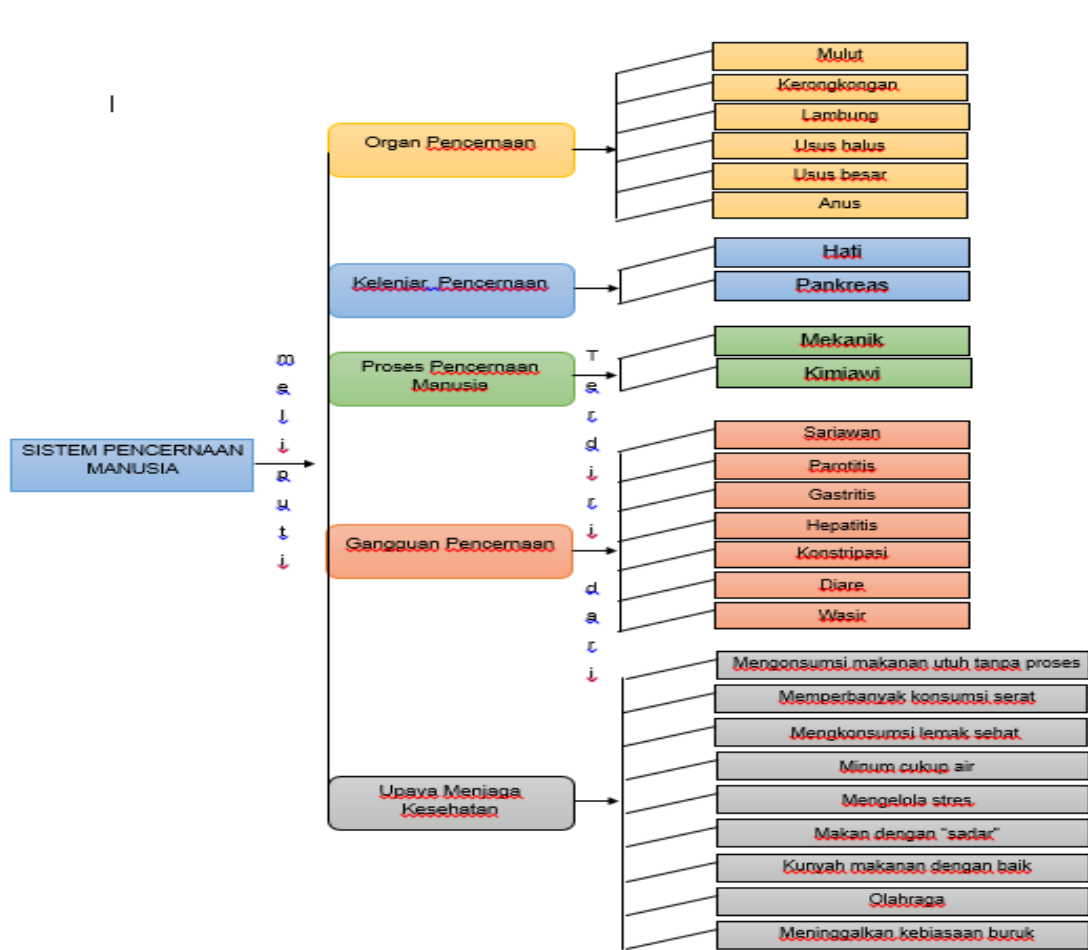 SISTEM PENCERNAAN
MANUSIA
meliputi
Organ Pencernaan
Kelenjar Pencernaan
Proses Pencernaan
Manusia
Gangguan Pencernaan
Upaya Menjaga
Kesehatan
Terdiri dari
Mulut
Kerongkongan
Lambung
Usus halus
Usus besar
Anus
Hati
Pankreas
Mekanik
Kimiawi
Sariawan
Parotitis
Gastritis
Hepatitis
Konstripasi
Diare
Wasir
Mengonsumsi makanan utuh tanpa proses
Memperbanyak konsumsi serat
Mengkonsumsi lemak sehat
Minum cukup air
Mengelola stres
Makan dengan "sadar"
Kunyah makanan dengan baik
Olahraga
Meninggalkan kebiasaan buruk